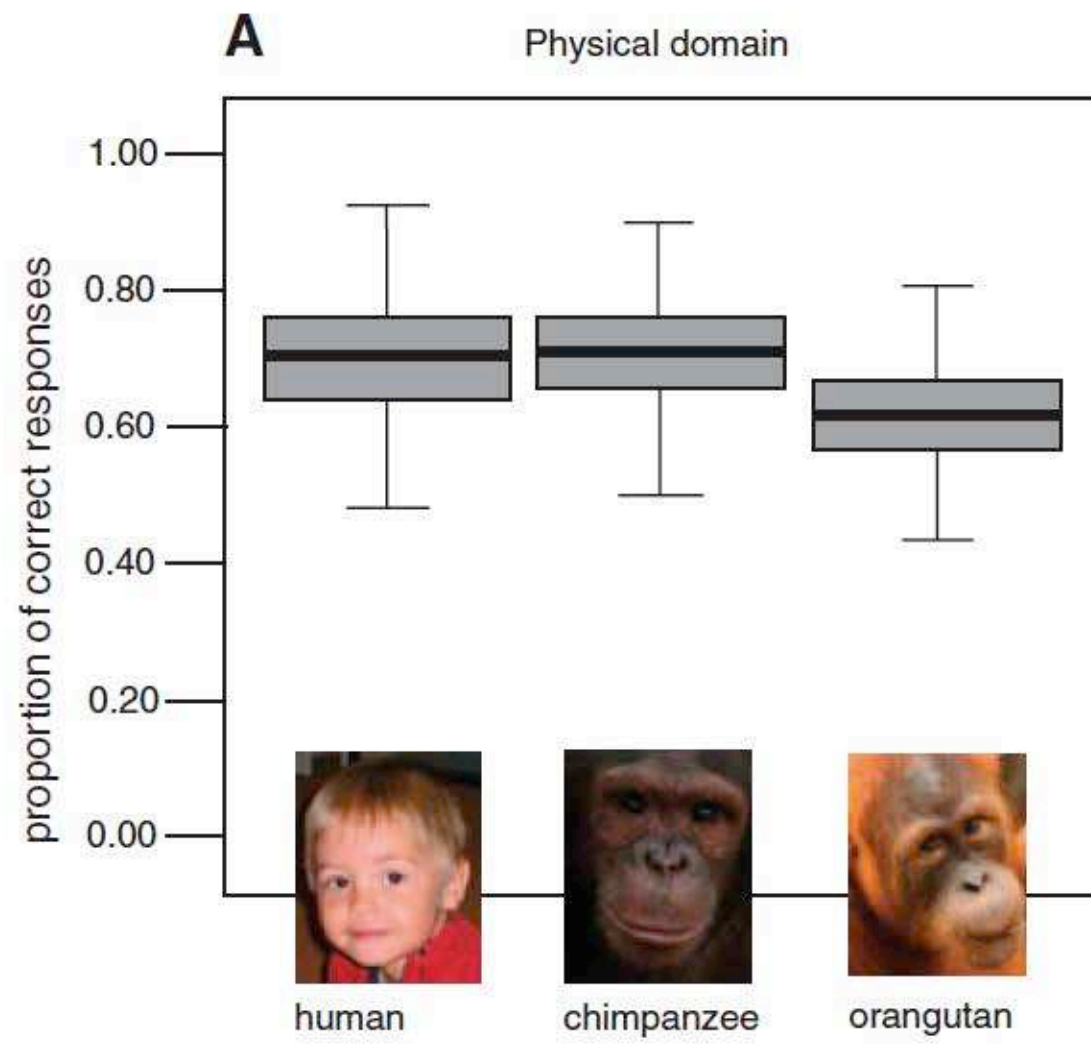 A
Physical domain
proportion of correct responses
1.00
0.80
0.60
0.40
0.20
0.00
human
chimpanzee
orangutan